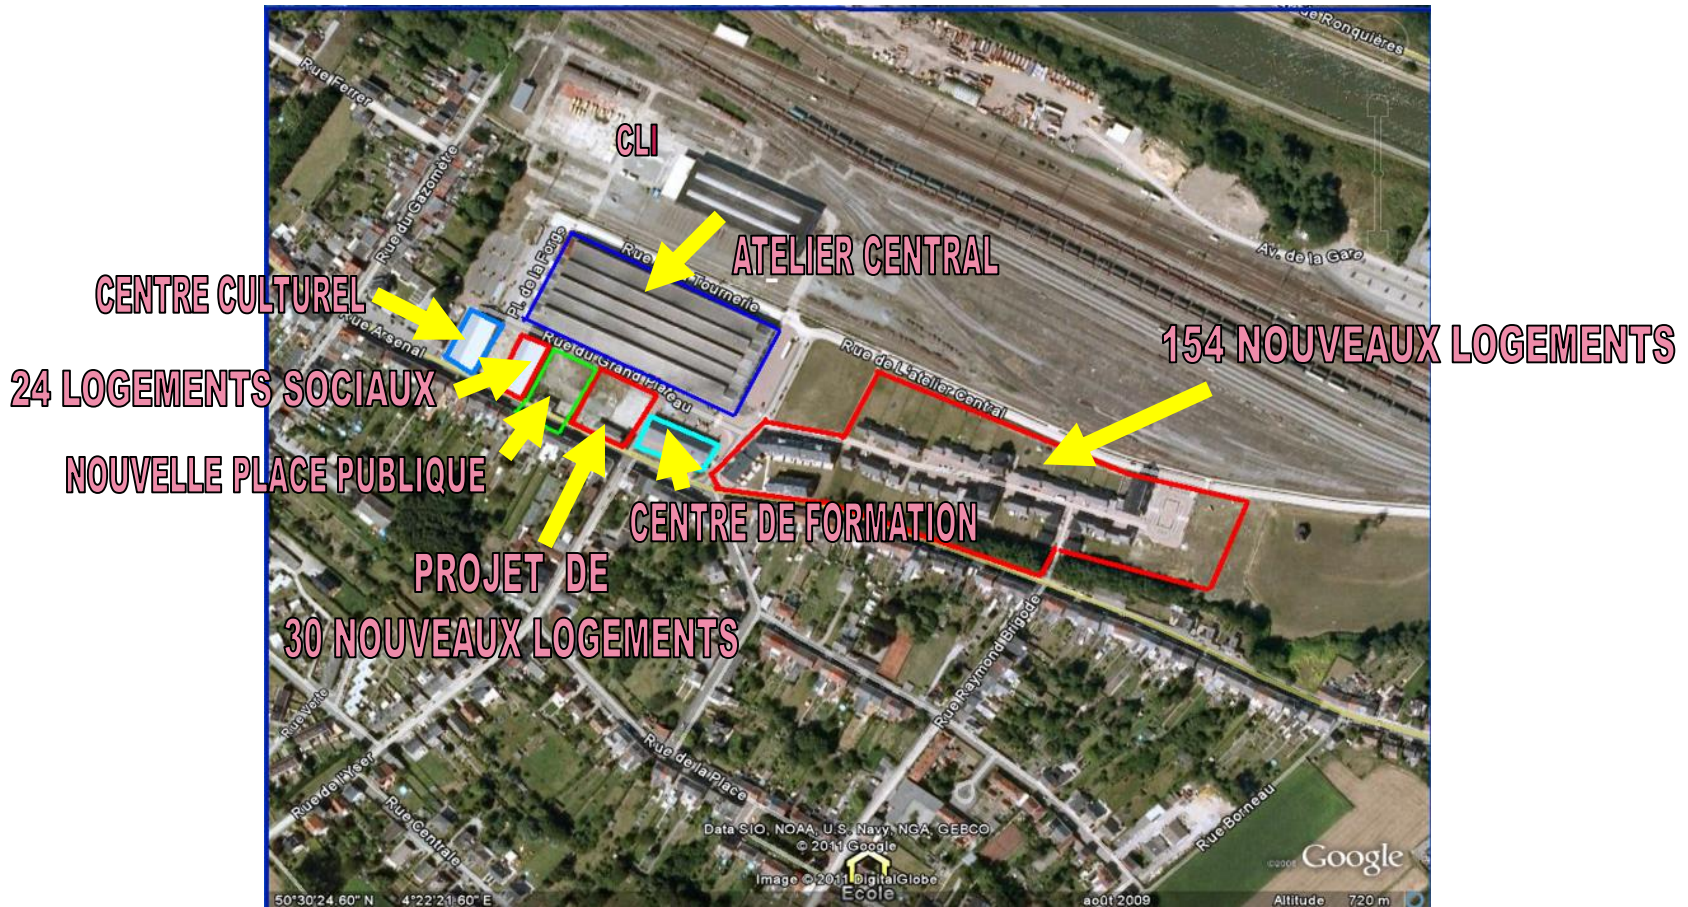 de Ronquières
Rue Ferrer
CLI
Rue du Gazomètre
Pl. de la Forge
Rue Tournerie
ATELIER CENTRAL
Av. de la Gare
CENTRE CULTUREL
Rue Arsenal
Rue du Grand Plateau
Rue de L'atelier Central
154 NOUVEAUX LOGEMENTS
24 LOGEMENTS SOCIAUX
NOUVELLE PLACE PUBLIQUE
CENTRE DE FORMATION
PROJET DE
30 NOUVEAUX LOGEMENTS
Rue Raymond Brigode
Rue Verte
Rue de l'Yser
Rue de la Place
Rue Centrale
Rue Borneau
Data SIO, NOAA, U.S. Navy, NGA, GEBCO
© 2011 Google
Image © 2011 DigitalGlobe
Ecole
©2008 Google
50°30'24.60" N 4°22'21.60" E août 2009 Altitude 720 m